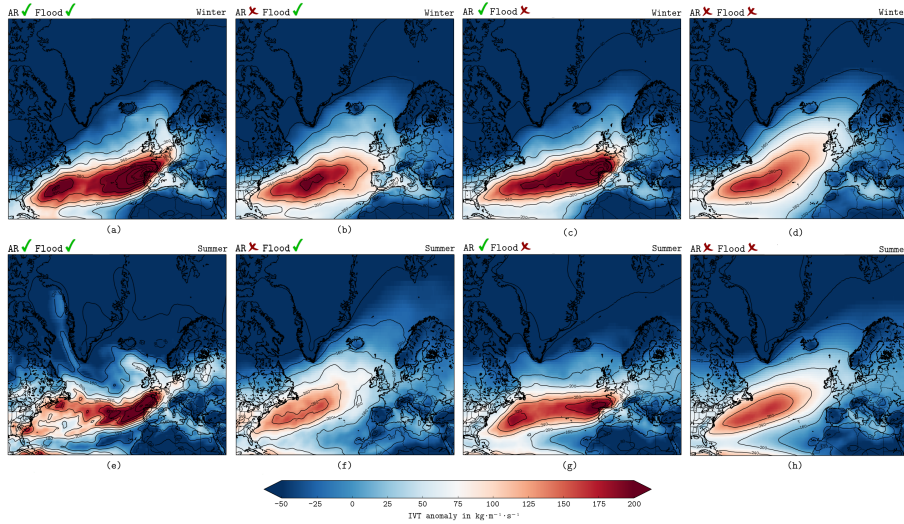 AR ✓ Flood ✓ Winter
AR ✗ Flood ✓ Winter
AR ✓ Flood ✗ Winter
AR ✗ Flood ✗ Winte
(a)
(b)
(c)
(d)
AR ✓ Flood ✓ Summer
AR ✗ Flood ✓ Summer
AR ✓ Flood ✗ Summer
AR ✗ Flood ✗ Summe
(e)
(f)
(g)
(h)
−50 −25 0 25 50 75 100 125 150 175 200
IVT anomaly in kg·m⁻¹·s⁻¹